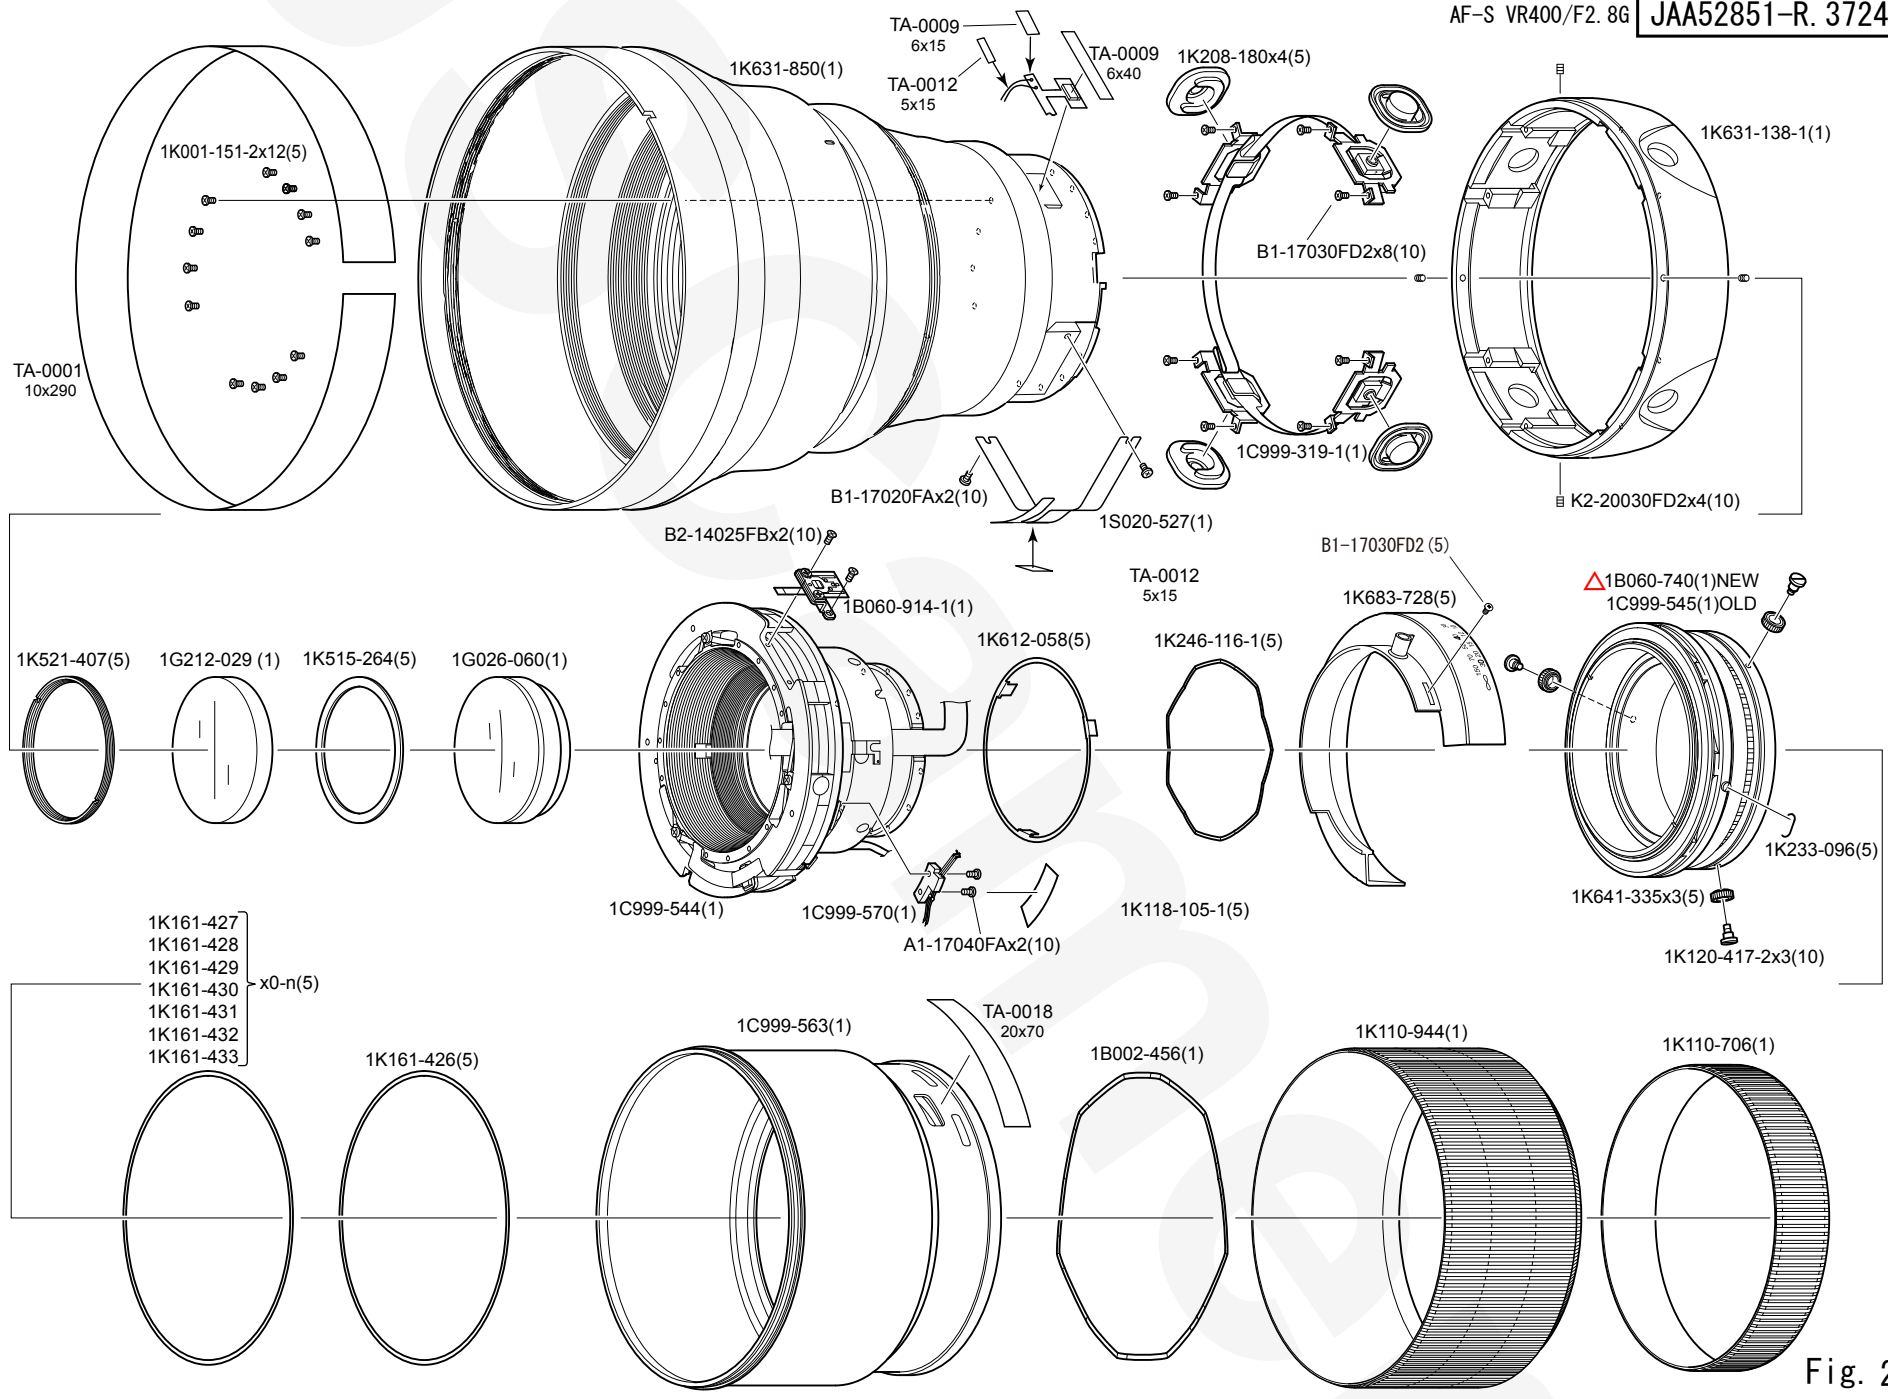 AF-S VR400/F2.8G
JAA52851-R.3724
TA-0009
6x15
1K631-850(1)
TA-0009
6x40
1K208-180x4(5)
TA-0012
5x15
1K631-138-1(1)
1K001-151-2x12(5)
B1-17030FD2x8(10)
TA-0001
10x290
1C999-319-1(1)
B1-17020FAx2(10)
1S020-527(1)
K2-20030FD2x4(10)
B2-14025FBx2(10)
B1-17030FD2(5)
TA-0012
5x15
△1B060-740(1)NEW
1C999-545(1)OLD
1B060-914-1(1)
1K683-728(5)
1K521-407(5)
1G212-029 (1)
1K515-264(5)
1G026-060(1)
1K612-058(5)
1K246-116-1(5)
1K233-096(5)
1K641-335x3(5)
1C999-544(1)
1C999-570(1)
1K118-105-1(5)
A1-17040FAx2(10)
1K120-417-2x3(10)
1K161-427
1K161-428
1K161-429
1K161-430
x0-n(5)
1K161-431
1K161-432
1K161-433
1K161-426(5)
1C999-563(1)
TA-0018
20x70
1B002-456(1)
1K110-944(1)
1K110-706(1)
Fig. 2